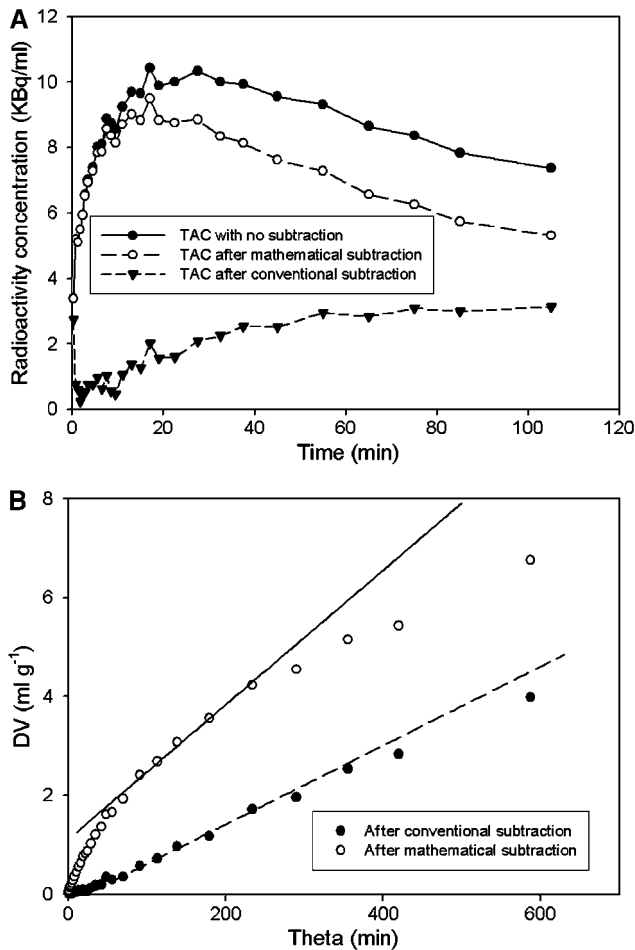 A
Radioactivity concentration (KBq/ml)
12
10
8
6
4
2
0
TAC with no subtraction
TAC after mathematical subtraction
TAC after conventional subtraction
0 20 40 60 80 100 120
Time (min)
B
DV (ml g-1)
8
6
4
2
0
After conventional subtraction
After mathematical subtraction
0 200 400 600
Theta (min)